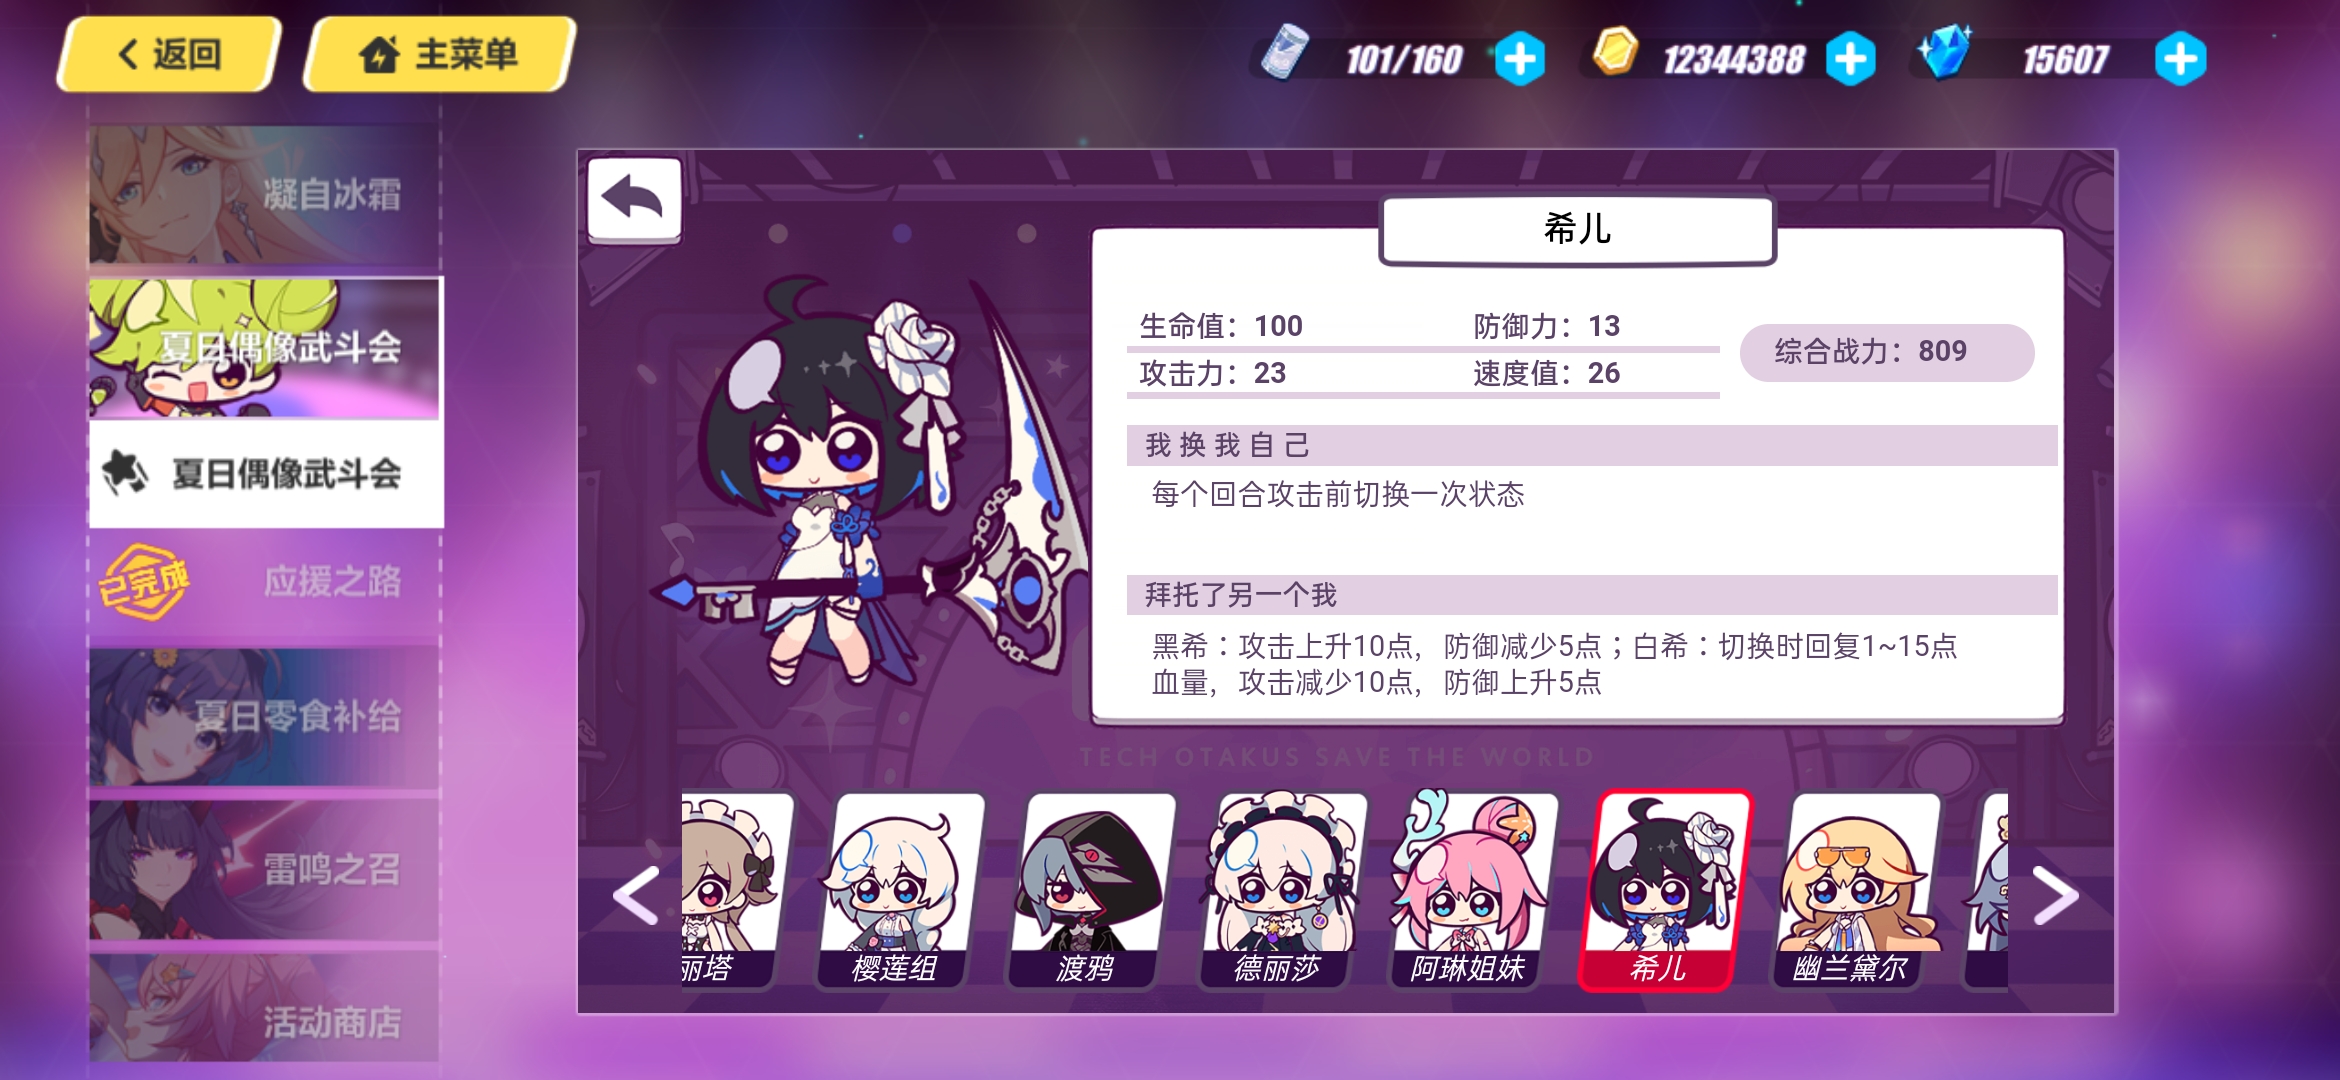 返回
主菜单
101/160
12344388
15607
凝自冰霜
夏日偶像武斗会
夏日偶像武斗会
已完成
应援之路
夏日零食补给
雷鸣之召
活动商店
希儿
生命值：100
防御力：13
攻击力：23
速度值：26
综合战力：809
我换我自己
每个回合攻击前切换一次状态
拜托了另一个我
黑希：攻击上升10点，防御减少5点；白希：切换时回复1~15点
血量，攻击减少10点，防御上升5点
TECH OTAKUS SAVE THE WORLD
丽塔
樱莲组
渡鸦
德丽莎
阿琳姐妹
希儿
幽兰黛尔